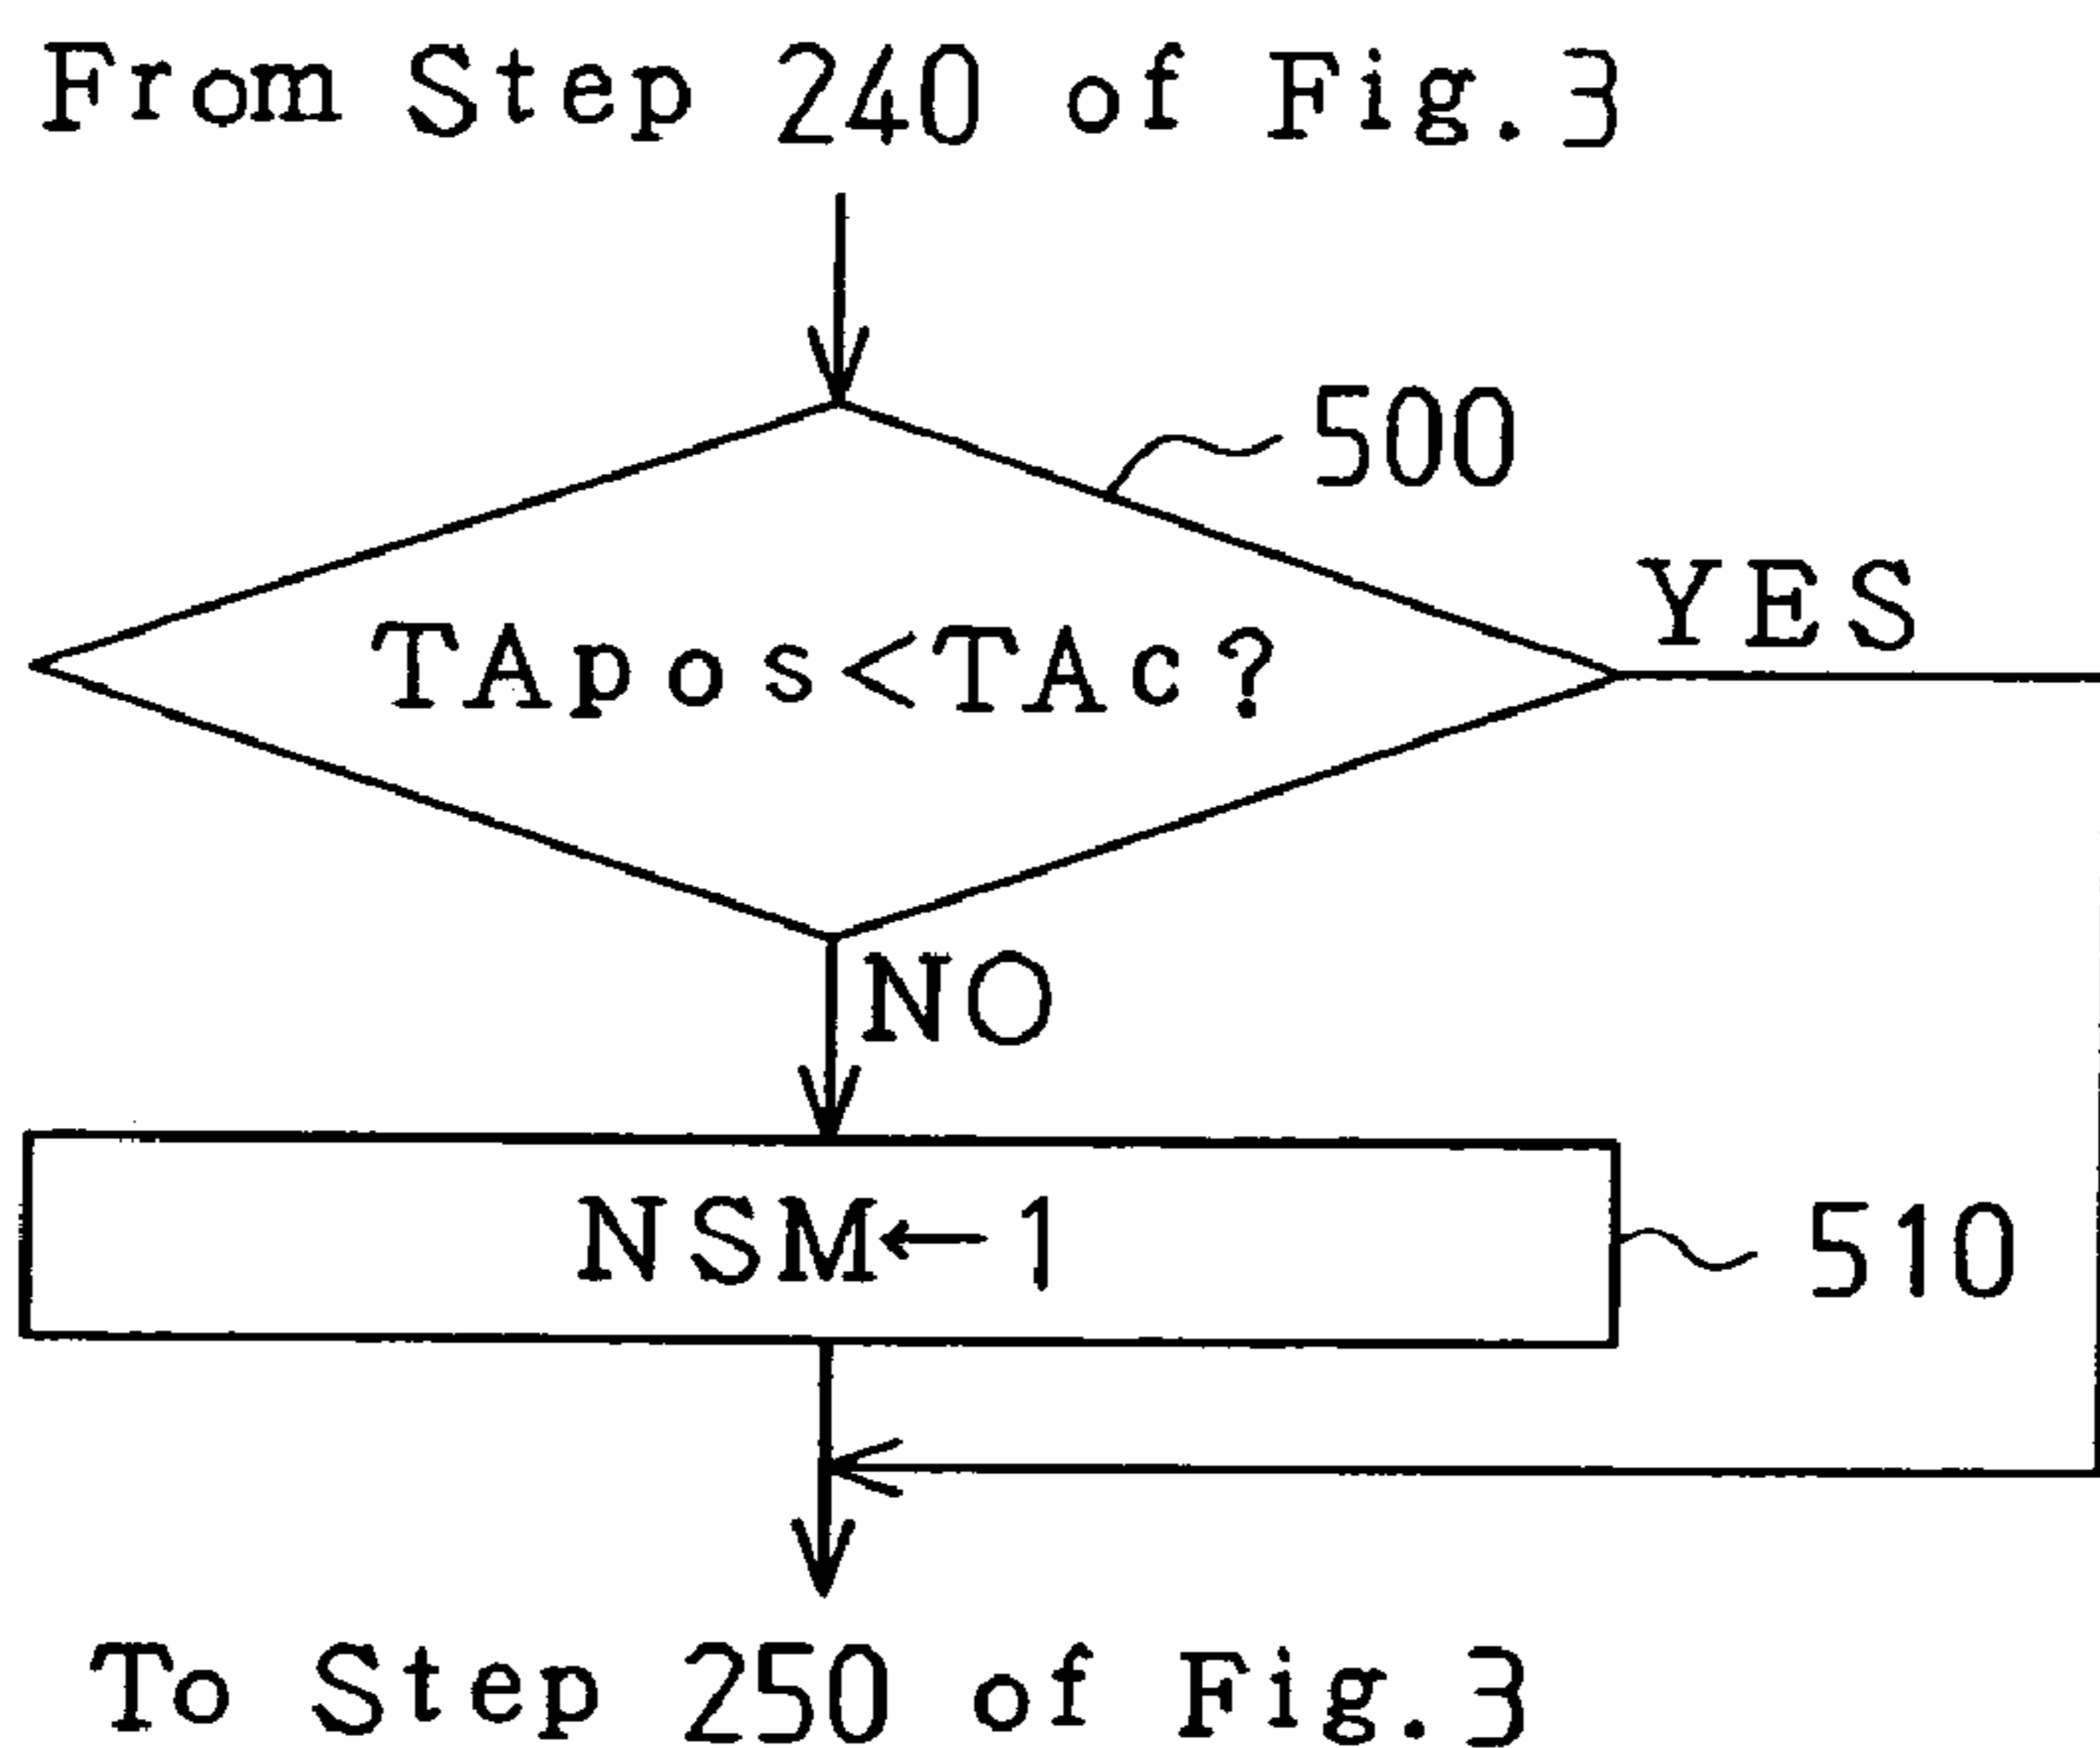 From Step 240 of Fig.3
500
YES
TApos<TAc?
NO
NSM←1
510
To Step 250 of Fig.3